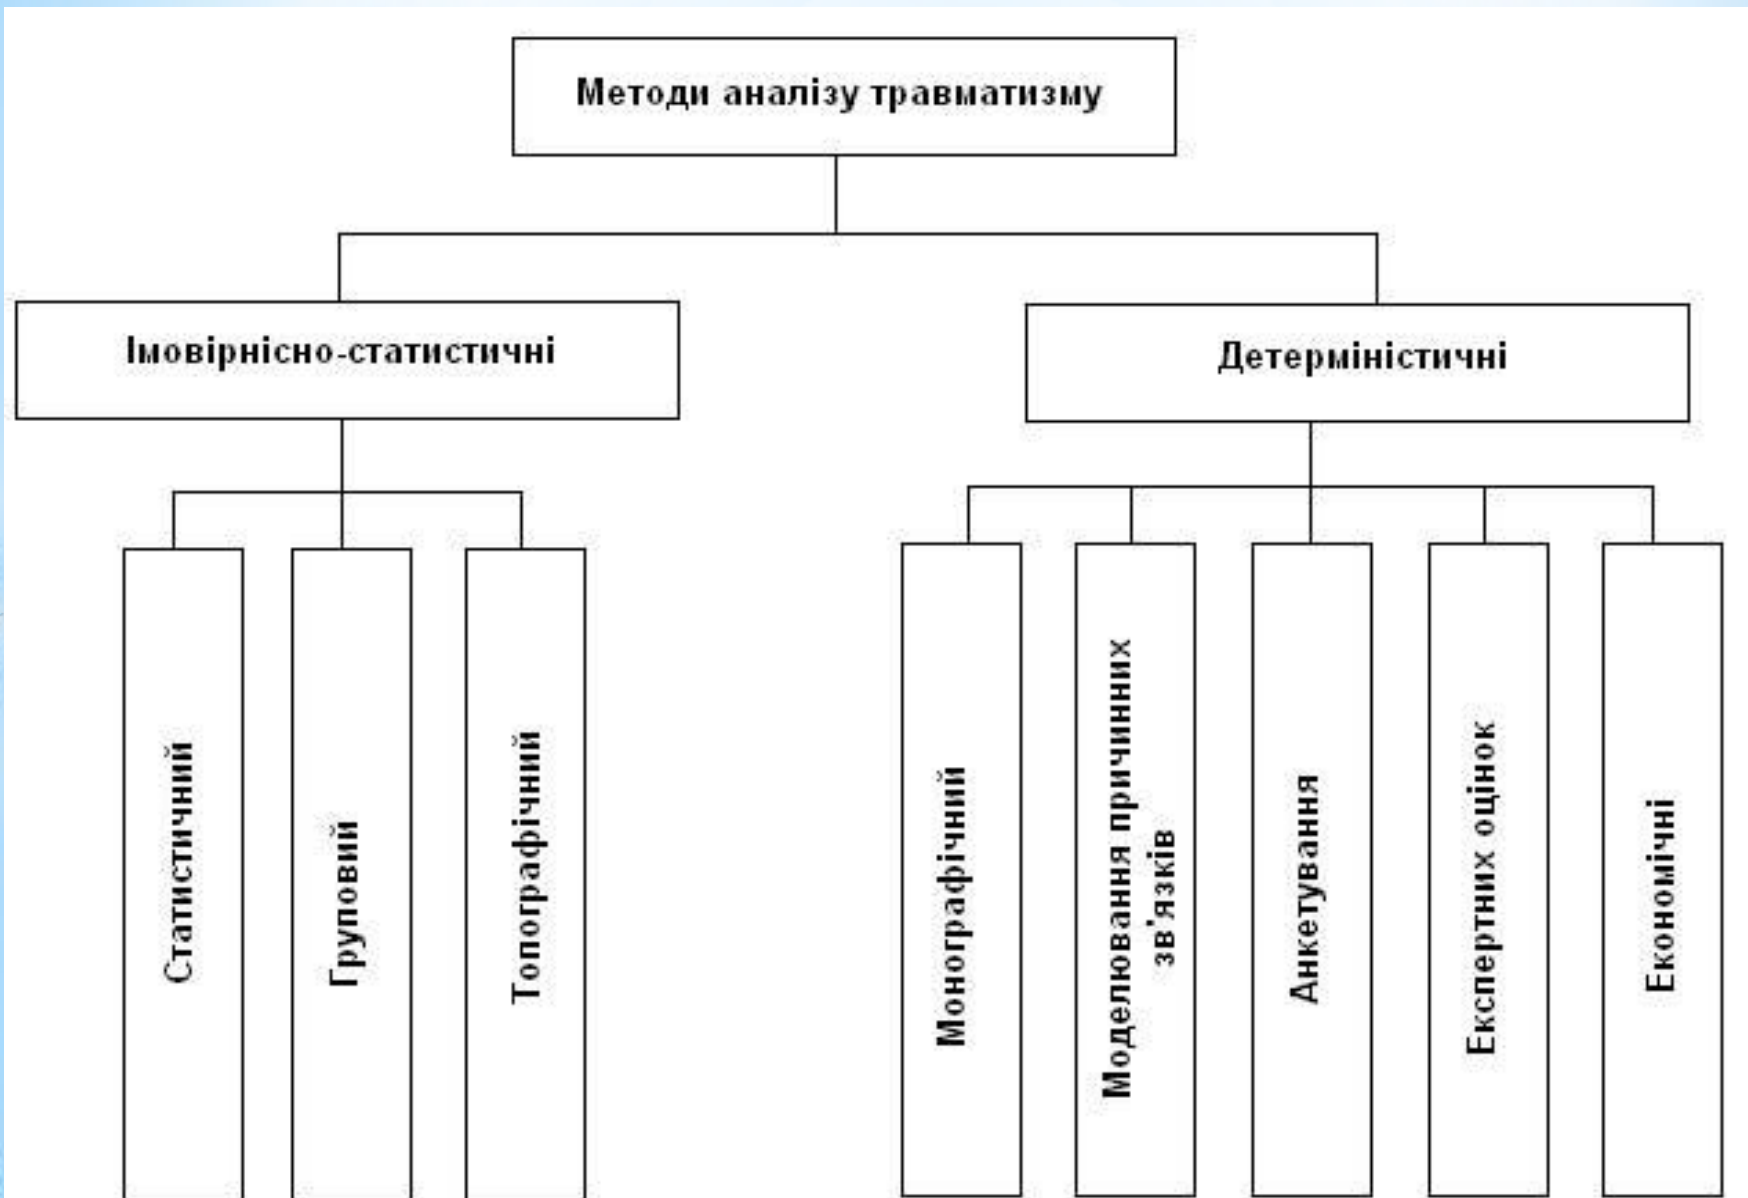 Методи аналізу травматизму
Імовірнісно-статистичні
Детерміністичні
Статистичний
Груповий
Топографічний
Монографічний
Моделювання причинних
зв'язків
Анкетування
Експертних оцінок
Економічні